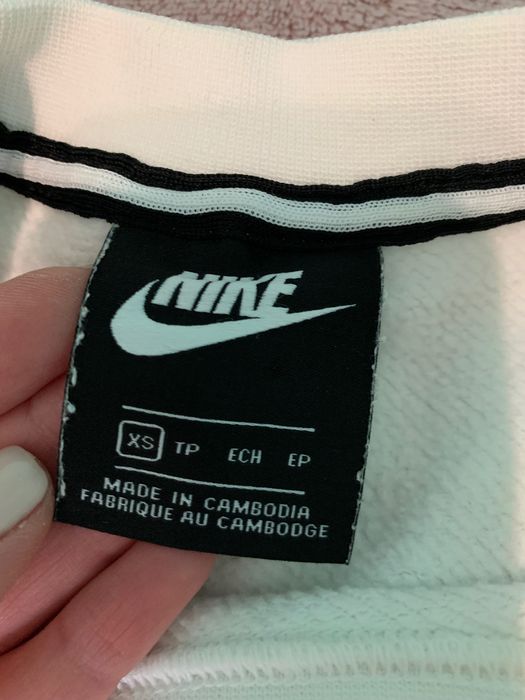 NIKE
XS TP ECH EP
MADE IN CAMBODIA
FABRIQUE AU CAMBODGE